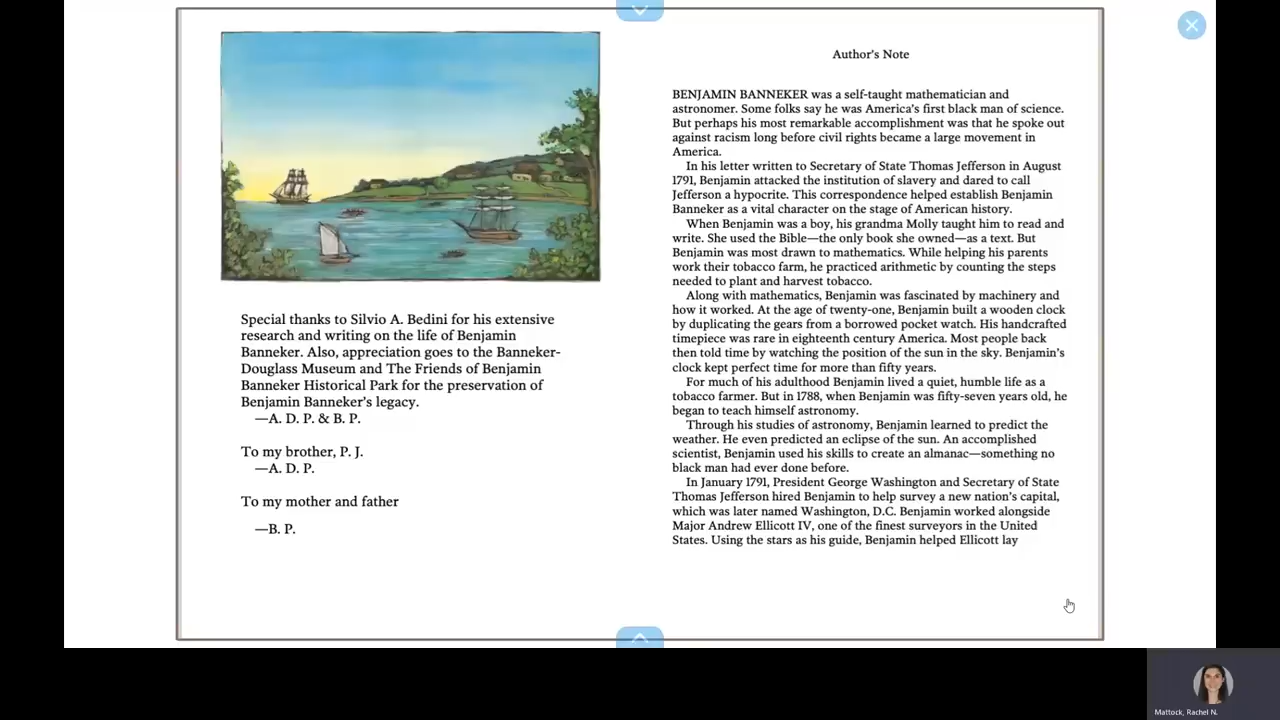 Special thanks to Silvio A. Bedini for his extensive
research and writing on the life of Benjamin
Banneker. Also, appreciation goes to the Banneker-
Douglass Museum and The Friends of Benjamin
Banneker Historical Park for the preservation of
Benjamin Banneker's legacy.
—A. D. P. & B. P.
To my brother, P. J.
—A. D. P.
To my mother and father
—B. P.
Author's Note
BENJAMIN BANNEKER was a self-taught mathematician and
astronomer. Some folks say he was America's first black man of science.
But perhaps his most remarkable accomplishment was that he spoke out
against racism long before civil rights became a large movement in
America.
In his letter written to Secretary of State Thomas Jefferson in August
1791, Benjamin attacked the institution of slavery and dared to call
Jefferson a hypocrite. This correspondence helped establish Benjamin
Banneker as a vital character on the stage of American history.
When Benjamin was a boy, his grandma Molly taught him to read and
write. She used the Bible—the only book she owned—as a text. But
Benjamin was most drawn to mathematics. While helping his parents
work their tobacco farm, he practiced arithmetic by counting the steps
needed to plant and harvest tobacco.
Along with mathematics, Benjamin was fascinated by machinery and
how it worked. At the age of twenty-one, Benjamin built a wooden clock
by duplicating the gears from a borrowed pocket watch. His handcrafted
timepiece was rare in eighteenth century America. Most people back
then told time by watching the position of the sun in the sky. Benjamin's
clock kept perfect time for more than fifty years.
For much of his adulthood Benjamin lived a quiet, humble life as a
tobacco farmer. But in 1788, when Benjamin was fifty-seven years old, he
began to teach himself astronomy.
Through his studies of astronomy, Benjamin learned to predict the
weather. He even predicted an eclipse of the sun. An accomplished
scientist, Benjamin used his skills to create an almanac—something no
black man had ever done before.
In January 1791, President George Washington and Secretary of State
Thomas Jefferson hired Benjamin to help survey a new nation's capital,
which was later named Washington, D.C. Benjamin worked alongside
Major Andrew Ellicott IV, one of the finest surveyors in the United
States. Using the stars as his guide, Benjamin helped Ellicott lay
Mattock, Rachel N.